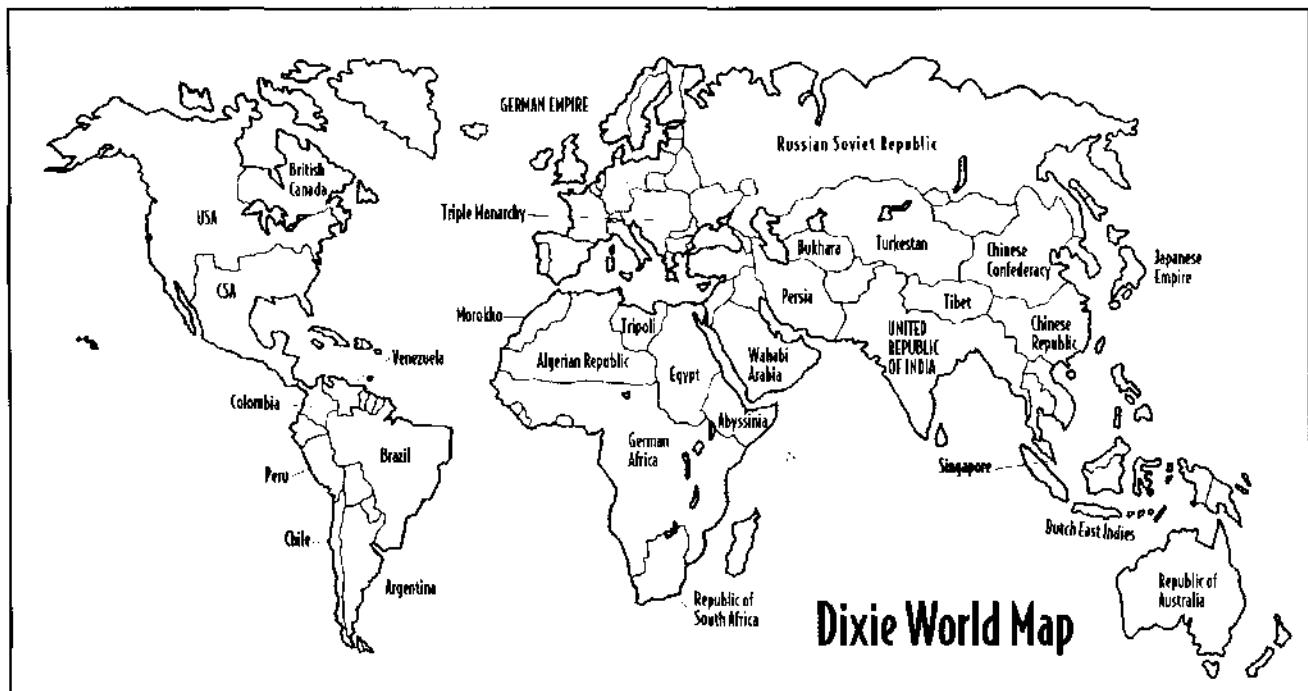 GERMAN EMPIRE
Russian Soviet Republic
British
Canada
USA
Triple Monarchy
Bukhara
Turkestan
Chinese
Confederacy
Japanese
Empire
CSA
Persia
Tibet
Morokko
Tripoli
UNITED
REPUBLIC
OF INDIA
Chinese
Republic
Venezuela
Algerian Republic
Egypt
Wahabi
Arabia
Colombia
Abyssinia
Brazil
German
Africa
Peru
Singapore
Dutch East Indies
Chile
Argentina
Republic of
South Africa
Republic of
Australia
Dixie World Map